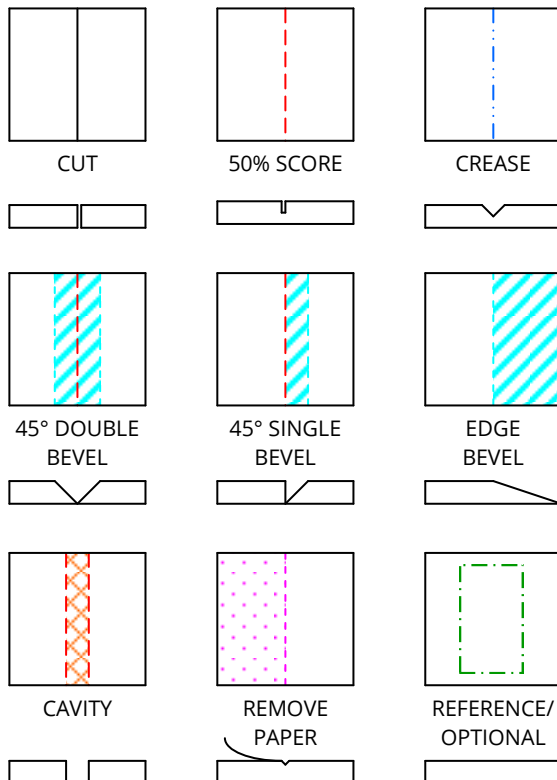 CUT
50% SCORE
CREASE
45° DOUBLE
BEVEL
45° SINGLE
BEVEL
EDGE
BEVEL
CAVITY
REMOVE
PAPER
REFERENCE/
OPTIONAL